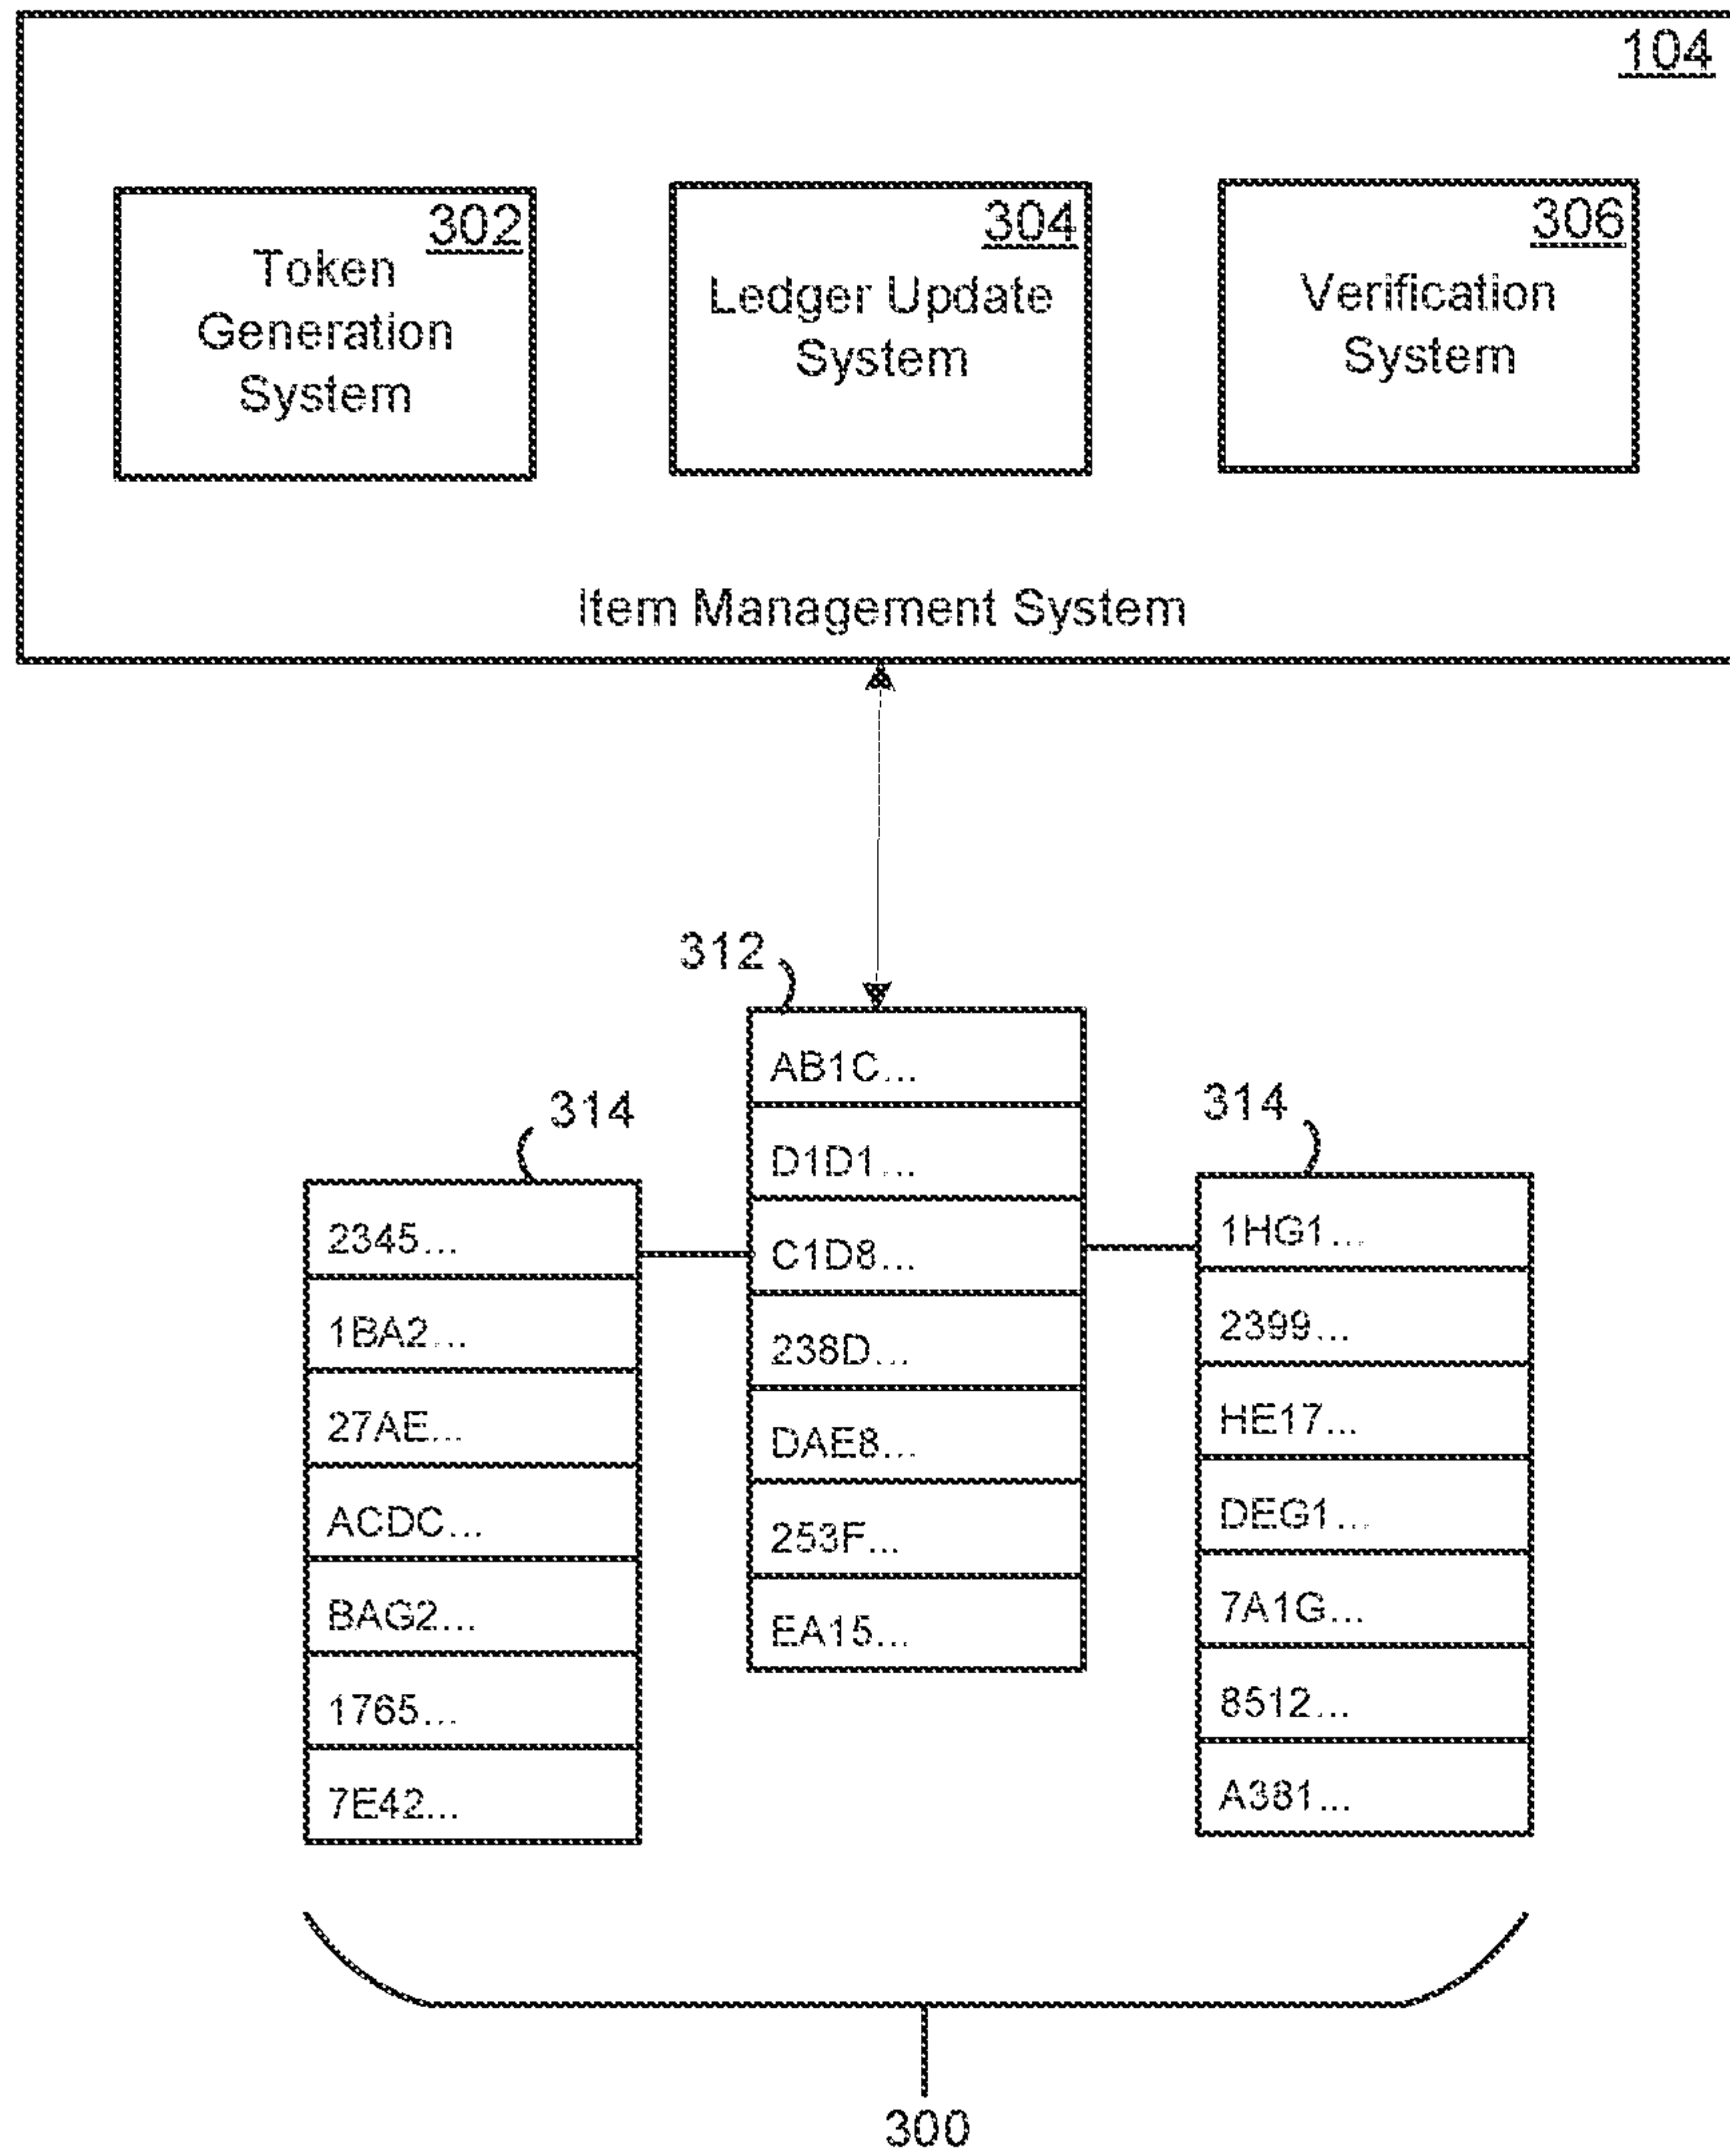 104
302
Token
Generation
System
304
Ledger Update
System
306
Verification
System
Item Management System
312
AB1C...
D1D1...
C1D8...
238D...
DAE8...
253F...
EA15...
314
2345...
1BA2...
27AE...
ACDC...
BAG2...
1765...
7E42...
314
1HG1...
2399...
HE17...
DEG1...
7A1G...
8512...
A381...
300